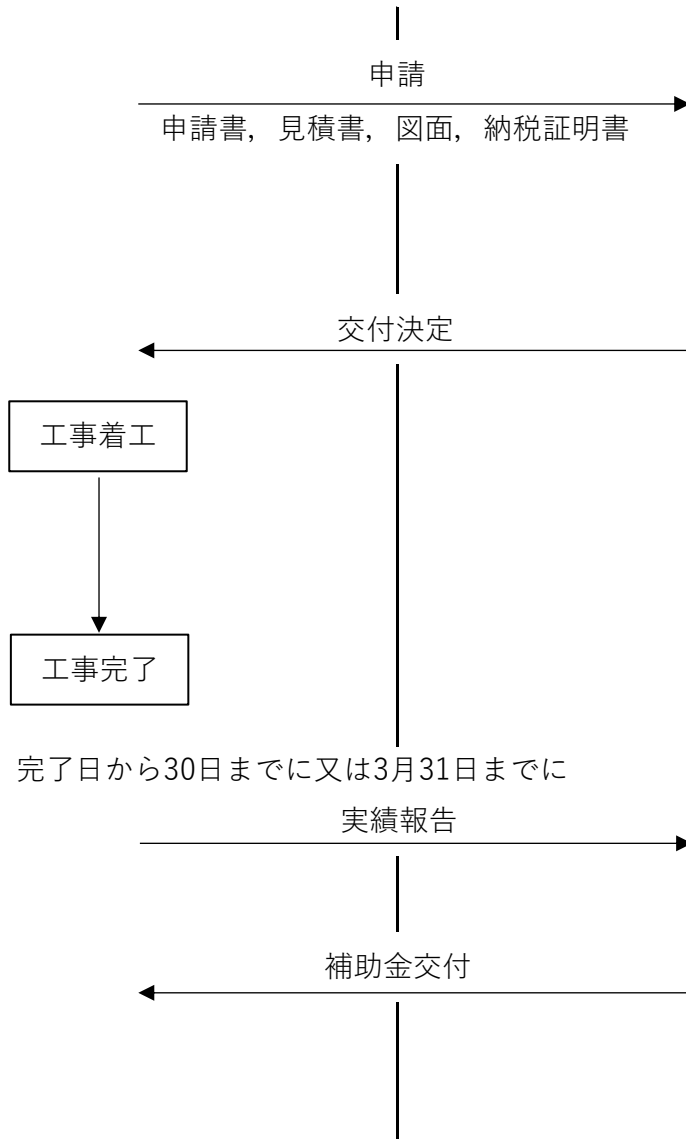 申請
申請書，見積書，図面，納税証明書
交付決定
工事着工
工事完了
完了日から30日までに又は3月31日までに
実績報告
補助金交付